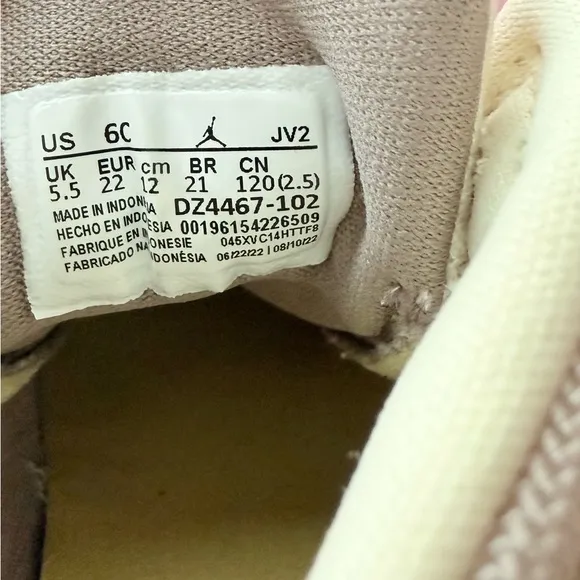 US 6C JV2
UK EUR cm BR CN
5.5 22 12 21 120(2.5)
MADE IN INDONESIA DZ4467-102
HECHO EN INDONESIA 00196154226509
FABRIQUE EN INDONESIE 045XVC14HTTF8
FABRICADO NA INDONÉSIA 06/22/22 | 08/10/22